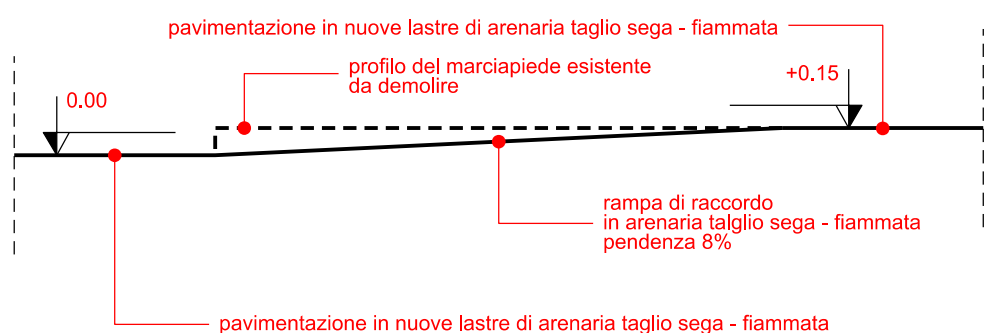 pavimentazione in nuove lastre di arenaria taglio sega - fiammata
profilo del marciapiede esistente
da demolire
+0.15
0.00
rampa di raccordo
in arenaria talglio sega - fiammata
pendenza 8%
pavimentazione in nuove lastre di arenaria taglio sega - fiammata